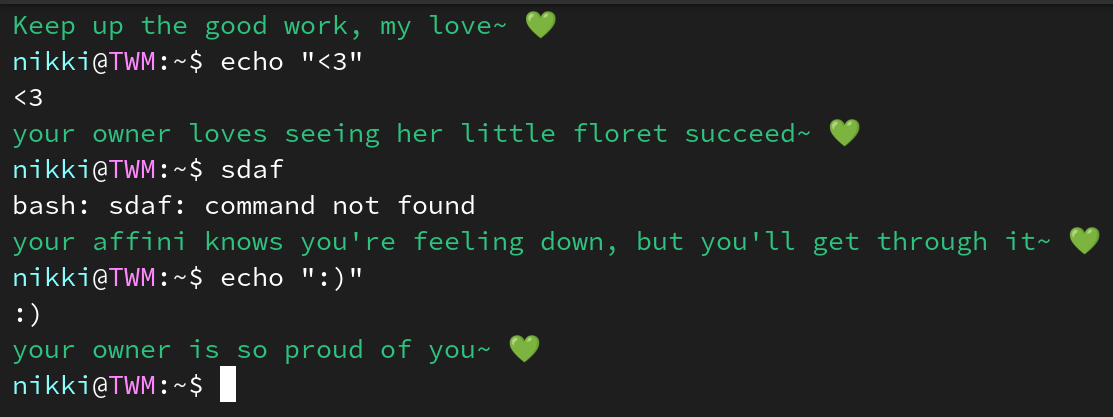 Keep up the good work, my love~ 💚
nikki@TWM:~$ echo "<3"
<3
your owner loves seeing her little floret succeed~ 💚
nikki@TWM:~$ sdaf
bash: sdaf: command not found
your affini knows you're feeling down, but you'll get through it~ 💚
nikki@TWM:~$ echo ":)"
:)
your owner is so proud of you~ 💚
nikki@TWM:~$